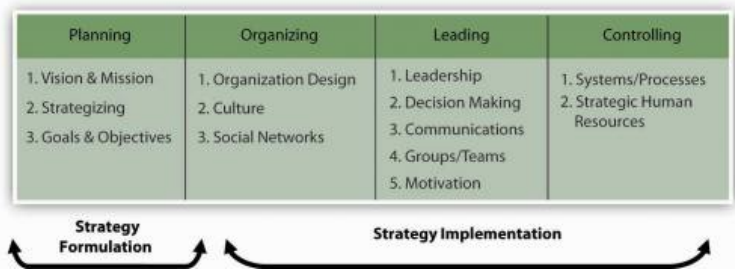 Planning
Organizing
Leading
Controlling
1. Vision & Mission
2. Strategizing
3. Goals & Objectives
1. Organization Design
2. Culture
3. Social Networks
1. Leadership
2. Decision Making
3. Communications
4. Groups/Teams
5. Motivation
1. Systems/Processes
2. Strategic Human
Resources
Strategy
Formulation
Strategy Implementation